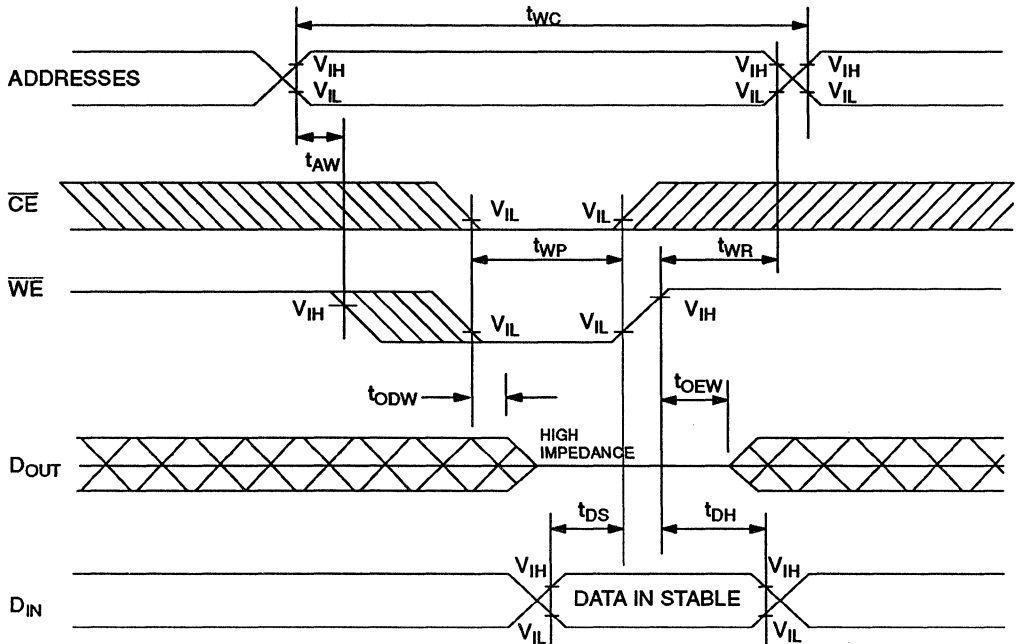 tWC
ADDRESSES
VIH
VIL
VIH
VIL
VIH
VIL
tAW
CE
VIL
VIL
tWP
tWR
WE
VIH
VIL
VIL
VIH
tODW
tOEW
DOUT
HIGH
IMPEDANCE
tDS
tDH
VIH
VIH
DIN
DATA IN STABLE
VIL
VIL